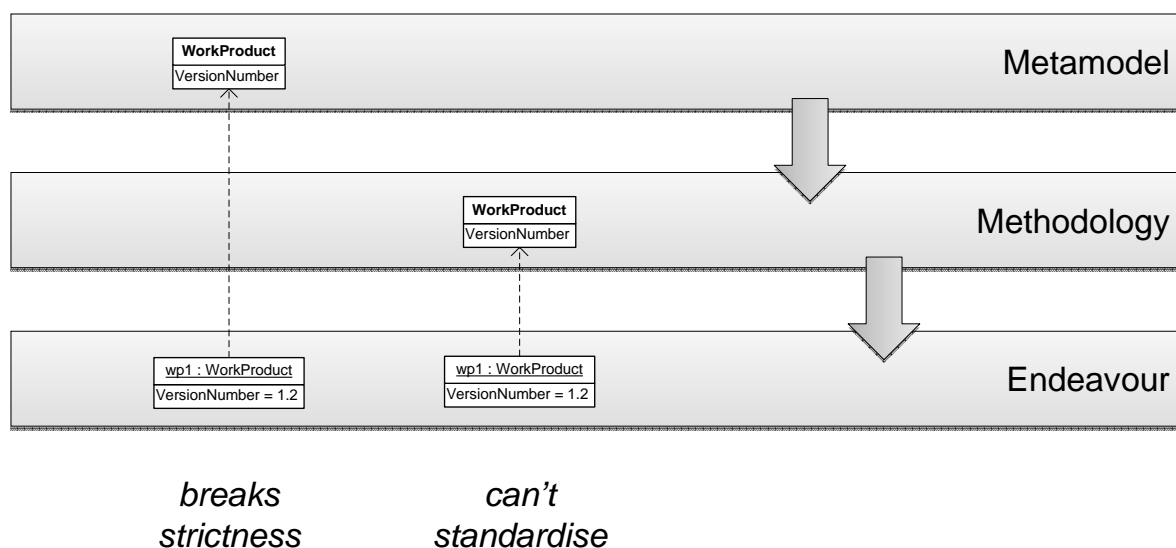 WorkProduct
VersionNumber
Metamodel
WorkProduct
VersionNumber
Methodology
wp1 : WorkProduct
VersionNumber = 1.2
wp1 : WorkProduct
VersionNumber = 1.2
Endeavour
breaks
strictness
can't
standardise